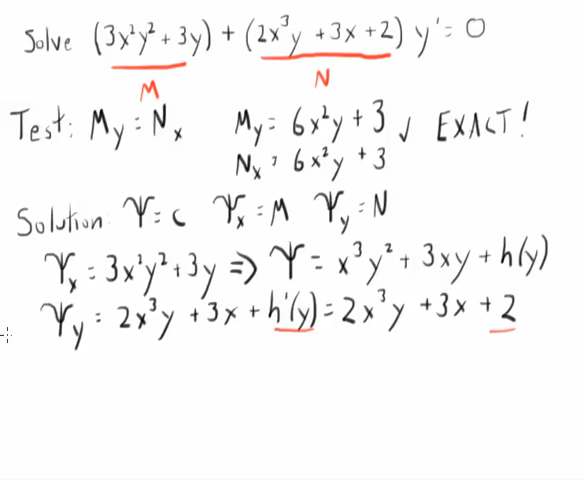 Solve (3x²y² + 3y) + (2x³y + 3x + 2) y' = 0
M N
Test: My = Nx My = 6x²y + 3 ✓ EXACT!
Nx = 6x²y + 3
Solution: Ψ = c Ψx = M Ψy = N
Ψx = 3x²y² + 3y ⇒ Ψ = x³y² + 3xy + h(y)
Ψy = 2x³y + 3x + h'(y) = 2x³y + 3x + 2